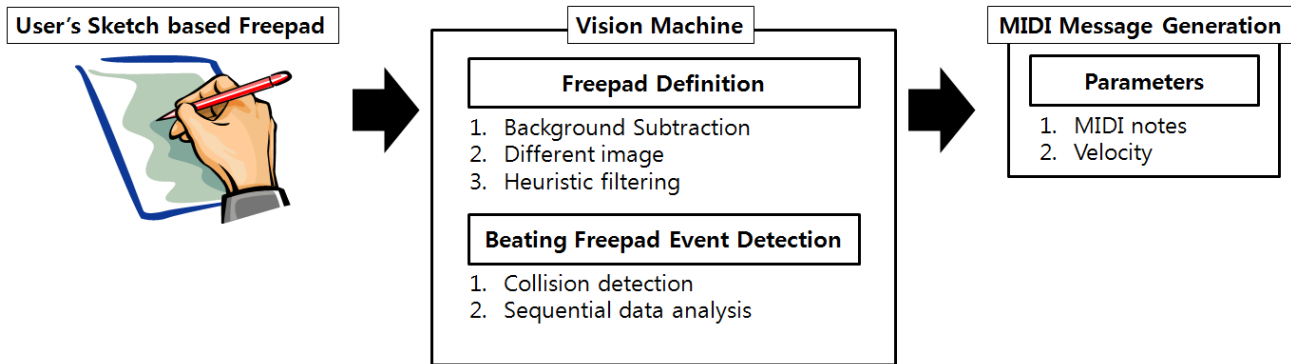 User's Sketch based Freepad
Vision Machine
Freepad Definition
1. Background Subtraction
2. Different image
3. Heuristic filtering
Beating Freepad Event Detection
1. Collision detection
2. Sequential data analysis
MIDI Message Generation
Parameters
1. MIDI notes
2. Velocity